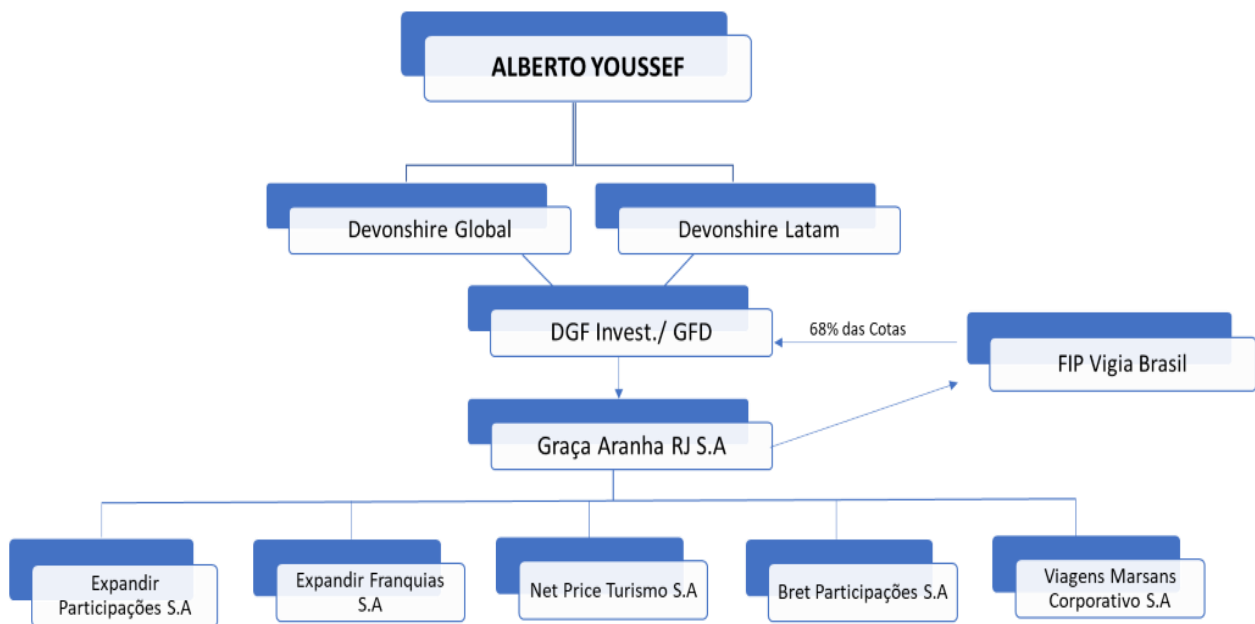 ALBERTO YOUSSEF
Devonshire Global
Devonshire Latam
DGF Invest./ GFD
68% das Cotas
FIP Vigia Brasil
Graça Aranha RJ S.A
Expandir
Participações S.A
Expandir Franquias
S.A
Net Price Turismo S.A
Bret Participações S.A
Viagens Marsans
Corporativo S.A